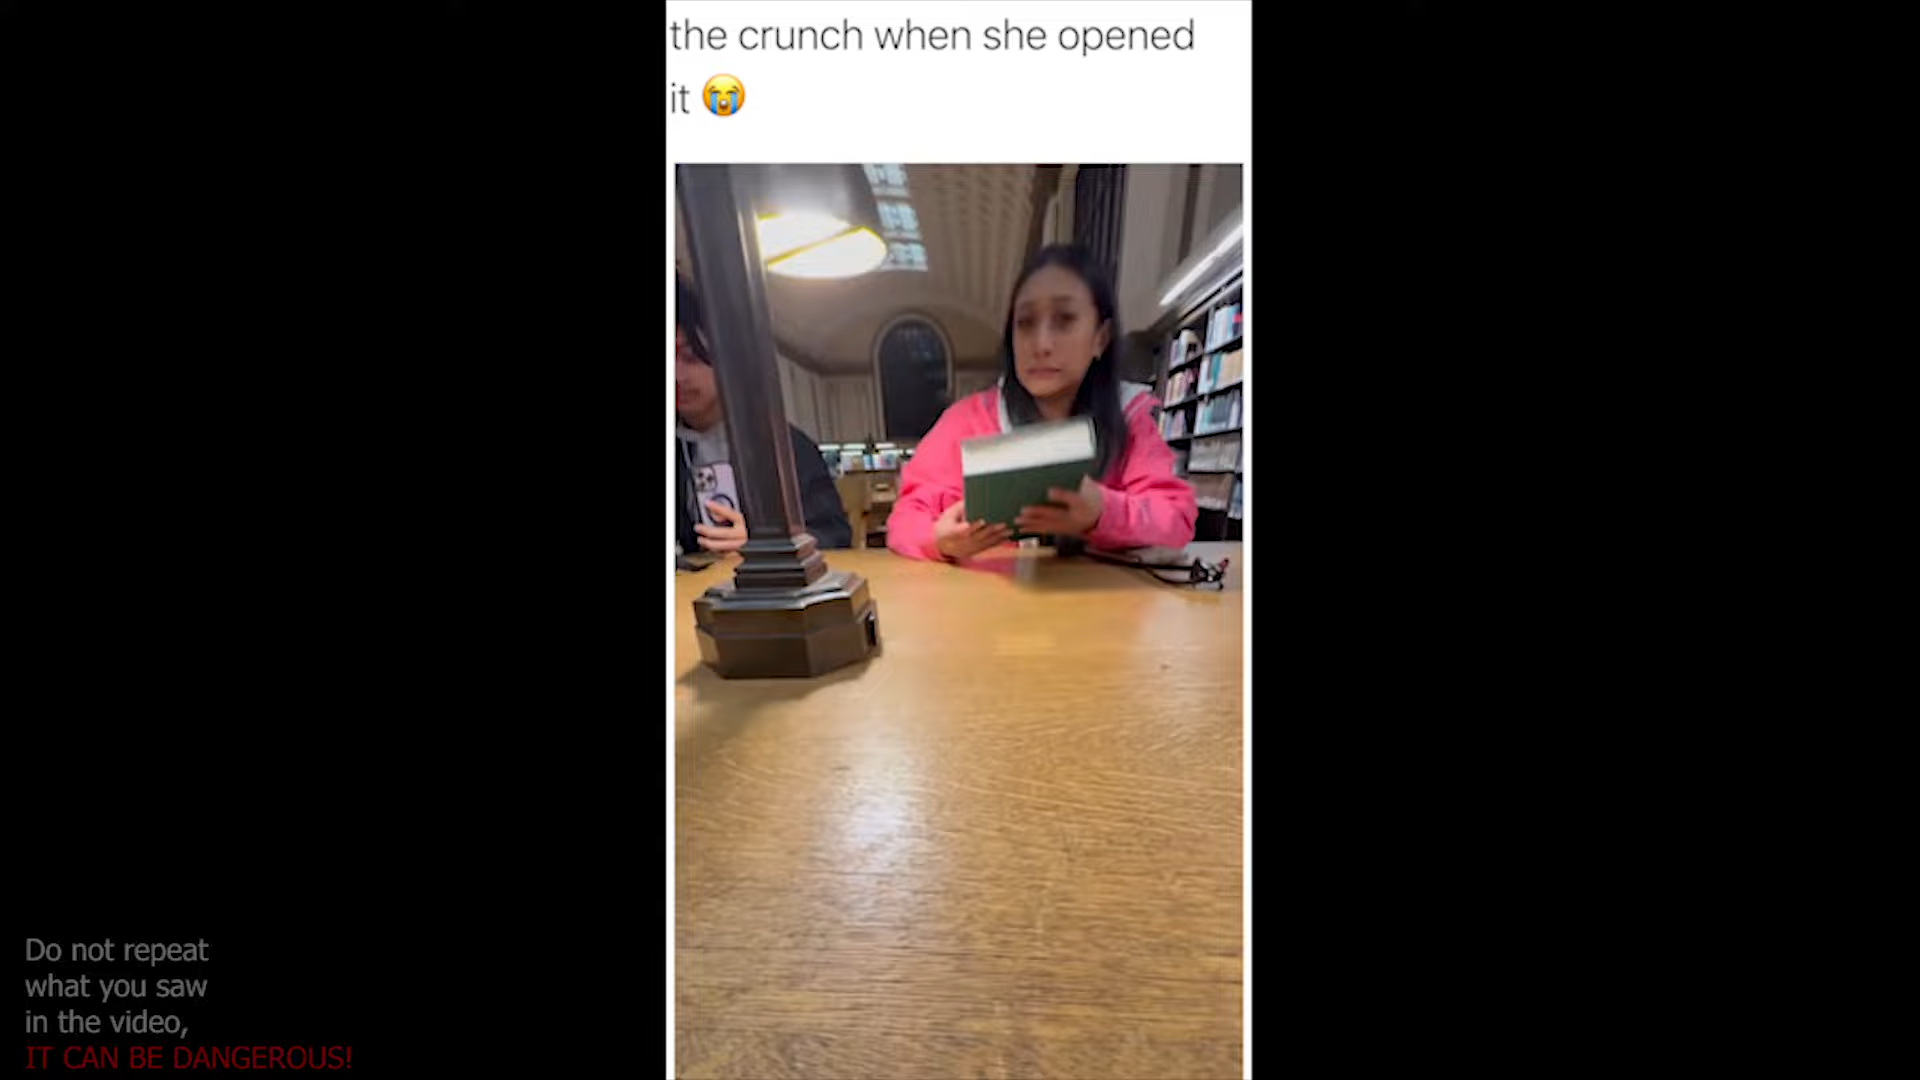 the crunch when she opened
it 😭
Do not repeat
what you saw
in the video,
IT CAN BE DANGEROUS!